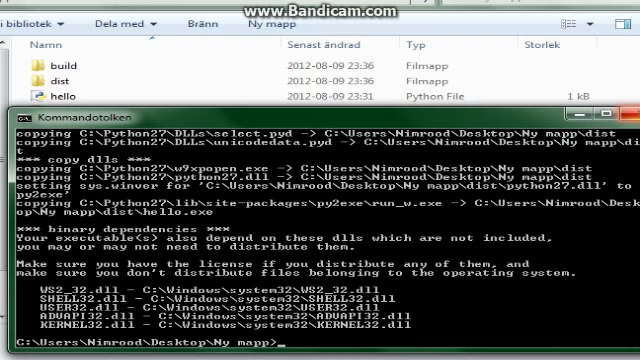 www.Bandicam.com
i bibliotek Dela med Bränn Ny mapp
Namn Senast ändrad Typ Storlek
build 2012-08-09 23:36 Filmapp
dist 2012-08-09 23:36 Filmapp
hello 2012-08-09 23:31 Python File 1 kB
Kommandotolken
copying C:\Python27\DLLs\select.pyd -> C:\Users\Nimrood\Desktop\Ny mapp\dist
copying C:\Python27\DLLs\unicodedata.pyd -> C:\Users\Nimrood\Desktop\Ny mapp\dis
t
*** copy dlls ***
copying C:\Python27\w9xpopen.exe -> C:\Users\Nimrood\Desktop\Ny mapp\dist
copying C:\Python27\python27.dll -> C:\Users\Nimrood\Desktop\Ny mapp\dist
setting sys.winver for 'C:\Users\Nimrood\Desktop\Ny mapp\dist\python27.dll' to '
py2exe'
copying C:\Python27\lib\site-packages\py2exe\run_w.exe -> C:\Users\Nimrood\Deskt
op\Ny mapp\dist\hello.exe
*** binary dependencies ***
Your executable(s) also depend on these dlls which are not included,
you may or may not need to distribute them.
Make sure you have the license if you distribute any of them, and
make sure you don't distribute files belonging to the operating system.
WS2_32.dll - C:\Windows\system32\WS2_32.dll
SHELL32.dll - C:\Windows\system32\SHELL32.dll
USER32.dll - C:\Windows\system32\USER32.dll
ADVAPI32.dll - C:\Windows\system32\ADVAPI32.dll
KERNEL32.dll - C:\Windows\system32\KERNEL32.dll
C:\Users\Nimrood\Desktop\Ny mapp>_